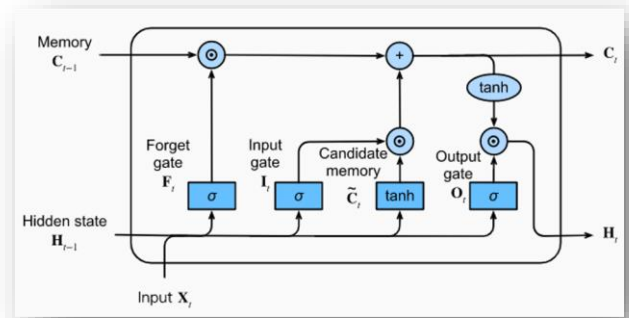 Memory
C_{t-1}
C_t
tanh
Forget
gate
F_t
Input
gate
I_t
Candidate
memory
C̃_t
Output
gate
O_t
σ
σ
tanh
σ
Hidden state
H_{t-1}
H_t
Input X_t